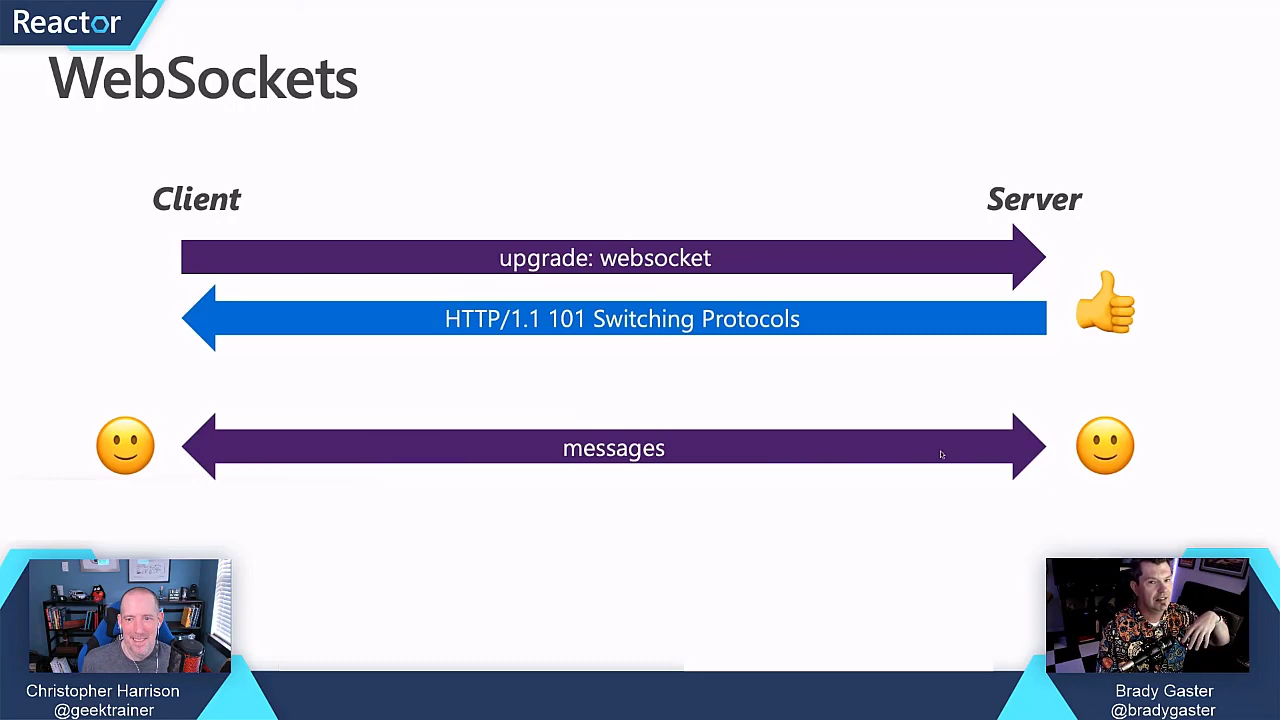 Reactor
WebSockets
Client
Server
upgrade: websocket
HTTP/1.1 101 Switching Protocols
messages
Christopher Harrison
@geektrainer
Brady Gaster
@bradygaster